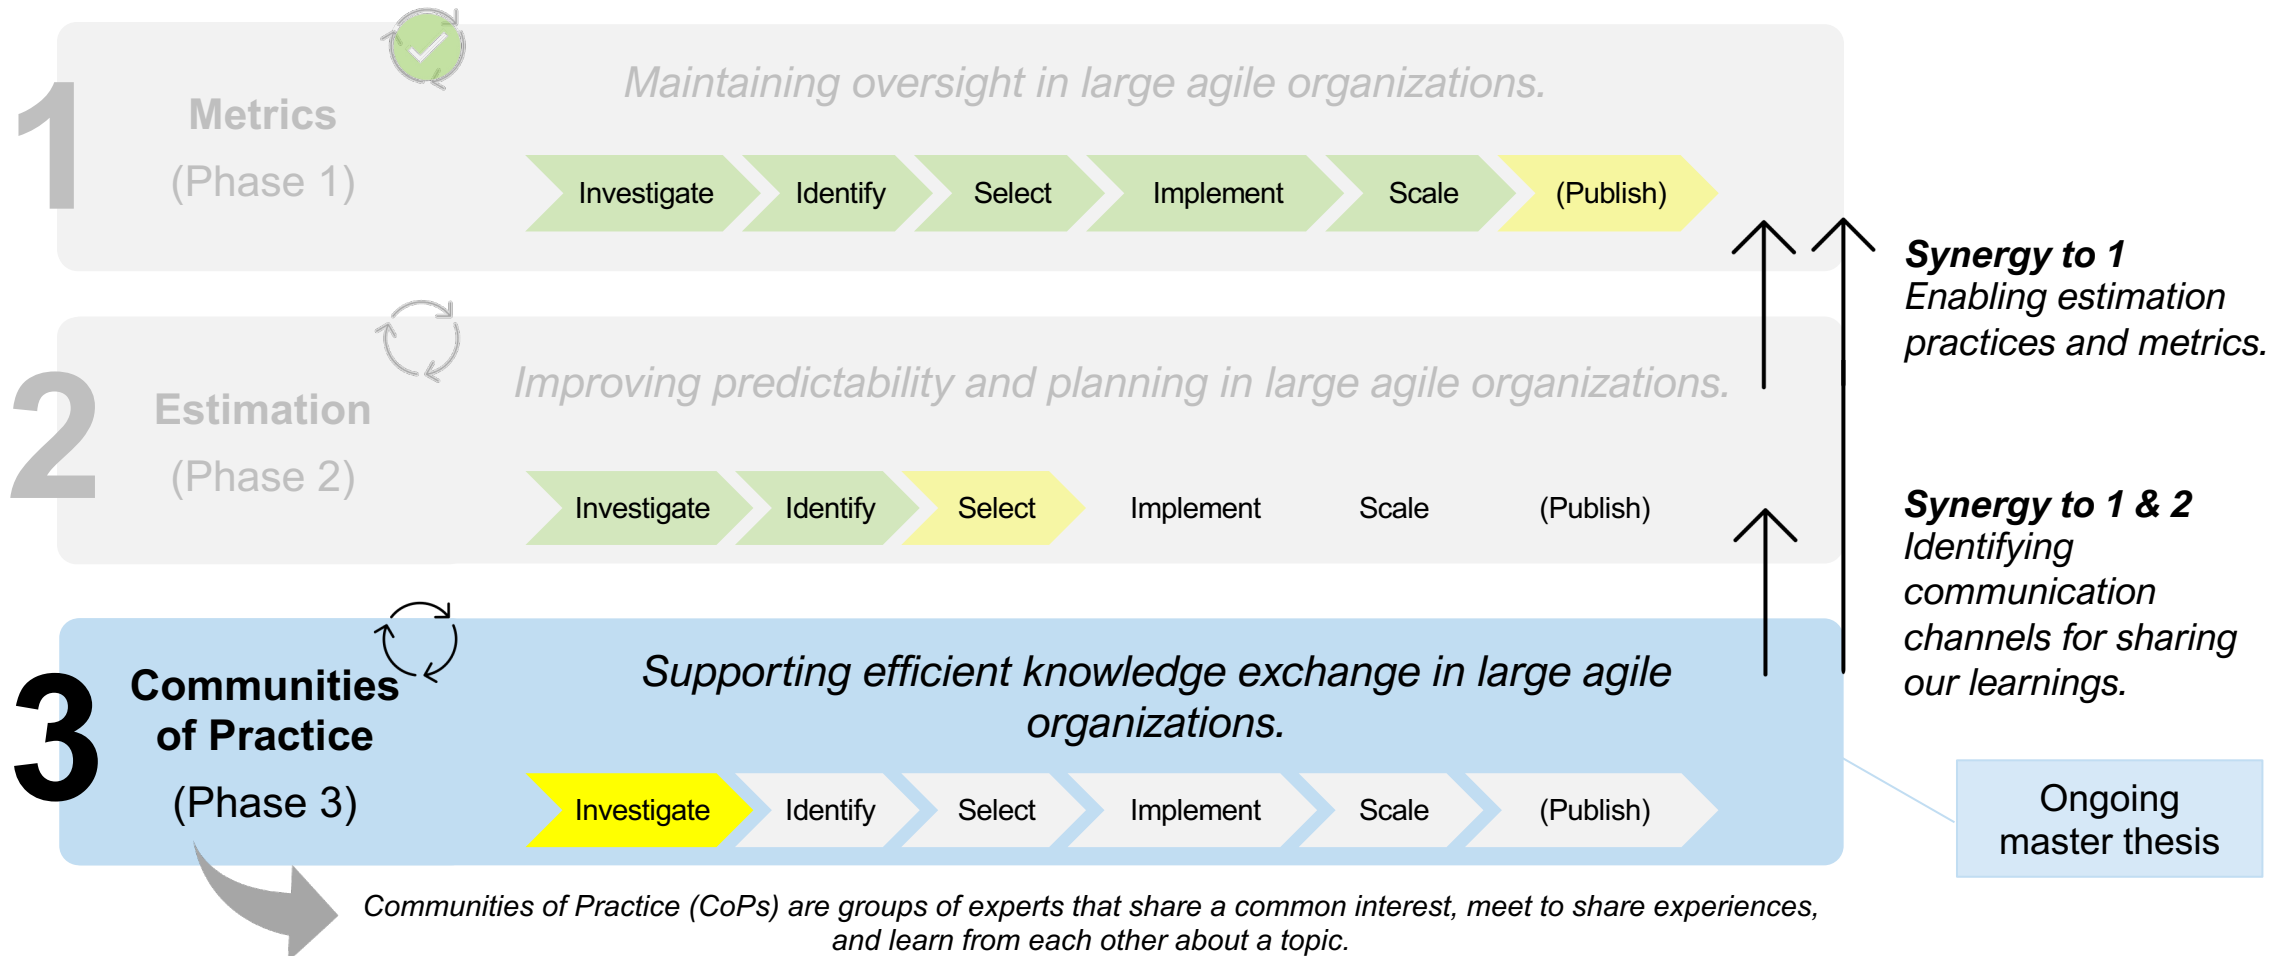 1
Metrics
(Phase 1)
Maintaining oversight in large agile organizations.
Investigate
Identify
Select
Implement
Scale
(Publish)
Synergy to 1
Enabling estimation
practices and metrics.
2
Estimation
(Phase 2)
Improving predictability and planning in large agile organizations.
Investigate
Identify
Select
Implement
Scale
(Publish)
Synergy to 1 & 2
Identifying
communication
channels for sharing
our learnings.
3
Communities
of Practice
(Phase 3)
Supporting efficient knowledge exchange in large agile
organizations.
Investigate
Identify
Select
Implement
Scale
(Publish)
Ongoing
master thesis
Communities of Practice (CoPs) are groups of experts that share a common interest, meet to share experiences,
and learn from each other about a topic.